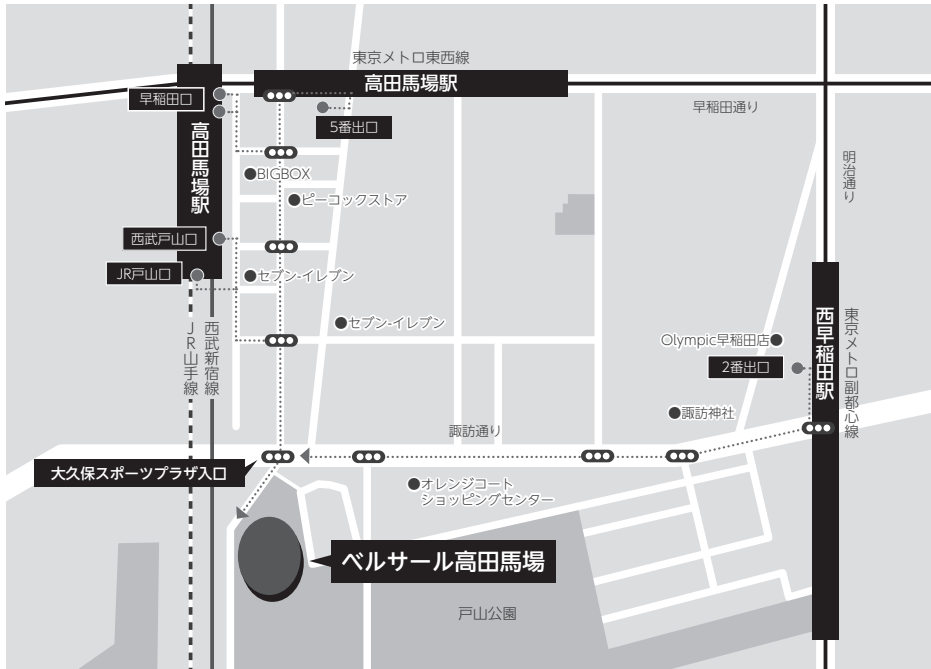 東京メトロ東西線
高田馬場駅
早稲田口
5番出口
早稲田通り
高田馬場駅
明治通り
BIGBOX
ピーコックストア
西武戸山口
JR戸山口
セブン-イレブン
セブン-イレブン
JR山手線
西武新宿線
Olympic早稲田店
2番出口
西早稲田駅
東京メトロ副都心線
諏訪神社
諏訪通り
大久保スポーツプラザ入口
オレンジコート
ショッピングセンター
ベルサール高田馬場
戸山公園